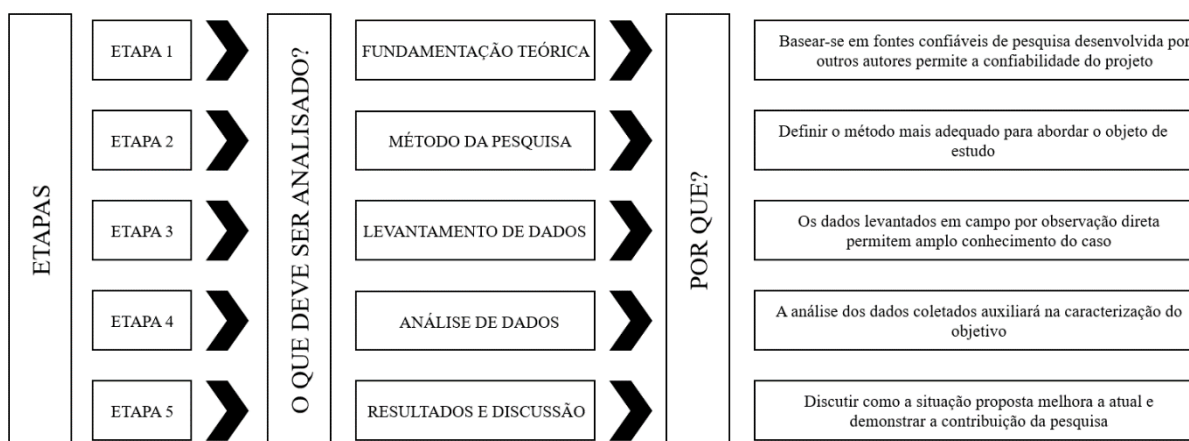 ETAPAS
ETAPA 1
O QUE DEVE SER ANALISADO?
FUNDAMENTAÇÃO TEÓRICA
POR QUE?
Basear-se em fontes confiáveis de pesquisa desenvolvida por
outros autores permite a confiabilidade do projeto
ETAPA 2
MÉTODO DA PESQUISA
Definir o método mais adequado para abordar o objeto de
estudo
ETAPA 3
LEVANTAMENTO DE DADOS
Os dados levantados em campo por observação direta
permitem amplo conhecimento do caso
ETAPA 4
ANÁLISE DE DADOS
A análise dos dados coletados auxiliará na caracterização do
objetivo
ETAPA 5
RESULTADOS E DISCUSSÃO
Discutir como a situação proposta melhora a atual e
demonstrar a contribuição da pesquisa